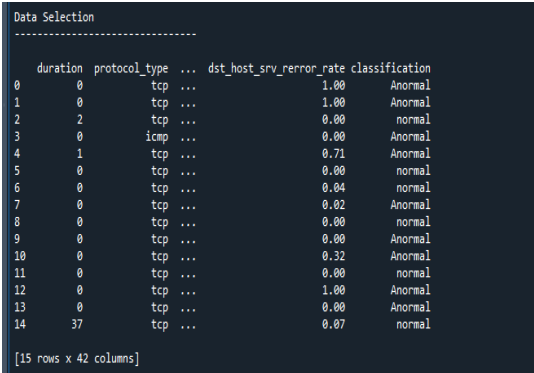 Data Selection
--------------------------------
duration protocol_type ... dst_host_srv_rerror_rate classification
0 0 tcp ... 1.00 Anormal
1 0 tcp ... 1.00 Anormal
2 2 tcp ... 0.00 normal
3 0 icmp ... 0.00 Anormal
4 1 tcp ... 0.71 Anormal
5 0 tcp ... 0.00 normal
6 0 tcp ... 0.04 normal
7 0 tcp ... 0.02 Anormal
8 0 tcp ... 0.00 normal
9 0 tcp ... 0.00 Anormal
10 0 tcp ... 0.32 Anormal
11 0 tcp ... 0.00 normal
12 0 tcp ... 1.00 Anormal
13 0 tcp ... 0.00 Anormal
14 37 tcp ... 0.07 normal
[15 rows x 42 columns]